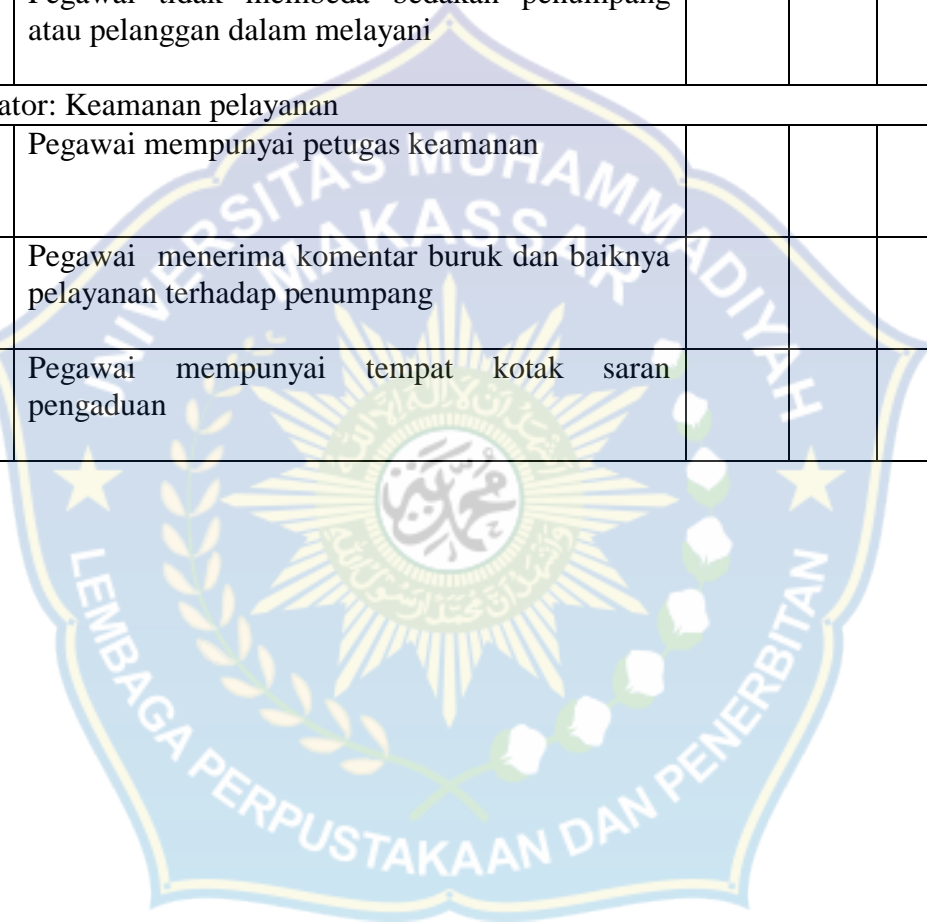 Pegawai tidak membeda bedakan penumpang
atau pelanggan dalam melayani
ator: Keamanan pelayanan
Pegawai mempunyai petugas keamanan
Pegawai menerima komentar buruk dan baiknya
pelayanan terhadap penumpang
Pegawai mempunyai tempat kotak saran
pengaduan
UNIVERSITAS MUHAMMADIYAH
MAKASSAR
LEMBAGA PERPUSTAKAAN DAN PENERBITAN